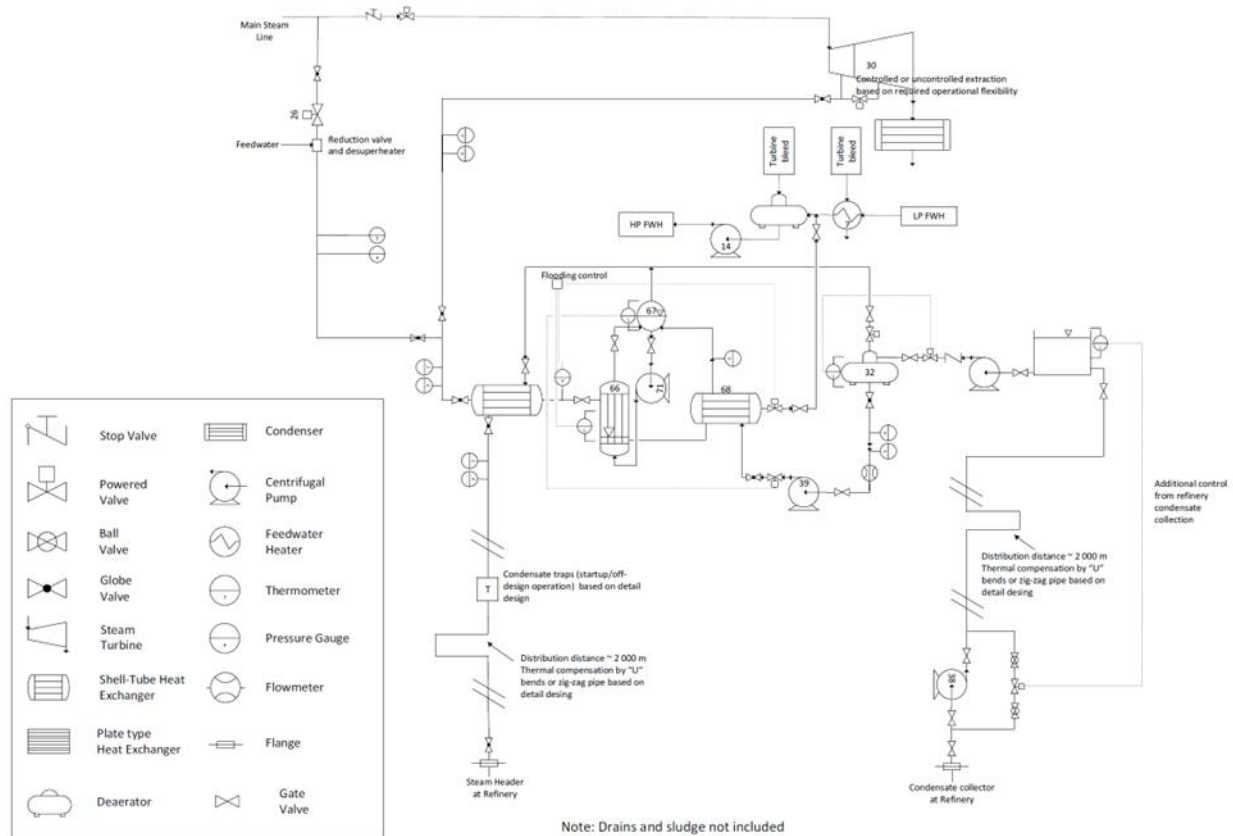 Main Steam
Line
30
Controlled or uncontrolled extraction
based on required operational flexibility
26
Feedwater
Reduction valve
and desuperheater
Turbine
bleed
Turbine
bleed
HP FWH
14
7
LP FWH
Flooding control
67
66
71
68
32
39
Additional control
from refinery
condensate
collection
Distribution distance ~ 2 000 m
Thermal compensation by "U"
bends or zig-zag pipe based on
detail desing
Condensate traps (startup/off-
design operation) based on detail
design
T
Distribution distance ~ 2 000 m
Thermal compensation by "U"
bends or zig-zag pipe based on
detail desing
38
Steam Header
at Refinery
Condensate collector
at Refinery
Note: Drains and sludge not included
Stop Valve
Condenser
Powered
Valve
Centrifugal
Pump
Ball
Valve
Feedwater
Heater
Globe
Valve
Thermometer
Steam
Turbine
Pressure Gauge
Shell-Tube Heat
Exchanger
Flowmeter
Plate type
Heat Exchanger
Flange
Deaerator
Gate
Valve